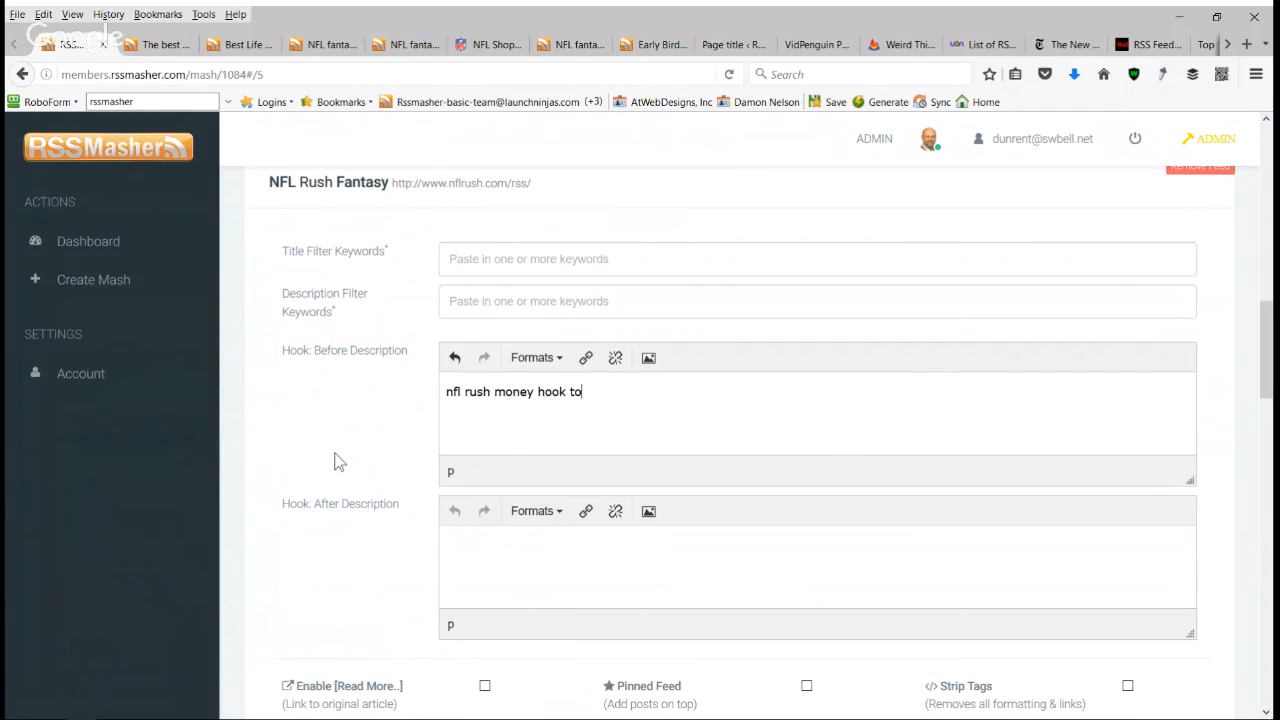 File Edit View History Bookmarks Tools Help
Google
RSS... The best ... Best Life ... NFL fanta... NFL fanta... NFL Shop... NFL fanta... Early Bird... Page title ‹ R... VidPenguin P... Weird Thi... List of RS... The New ... RSS Feed... Top
members.rssmasher.com/mash/1084#/5 Search
RoboForm rssmasher Logins Bookmarks Rssmasher-basic-team@launchninjas.com (+3) AtWebDesigns, Inc Damon Nelson Save Generate Sync Home
RSSMasher ADMIN dunrent@swbell.net ADMIN
Remove Feed
NFL Rush Fantasy http://www.nflrush.com/rss/
ACTIONS
Dashboard
Create Mash
SETTINGS
Account
Title Filter Keywords* Paste in one or more keywords
Description Filter
Keywords* Paste in one or more keywords
Hook: Before Description Formats
nfl rush money hook to
p
Hook: After Description Formats
p
Enable [Read More..] Pinned Feed Strip Tags
(Link to original article) (Add posts on top) (Removes all formatting & links)